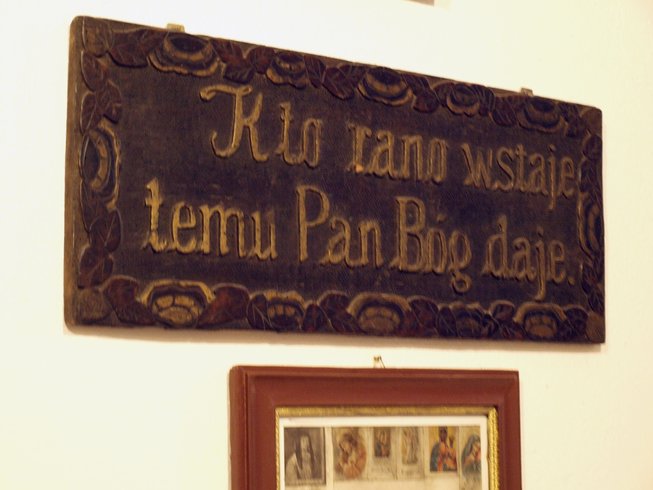 Kto rano wstaje,
temu Pan Bóg daje.